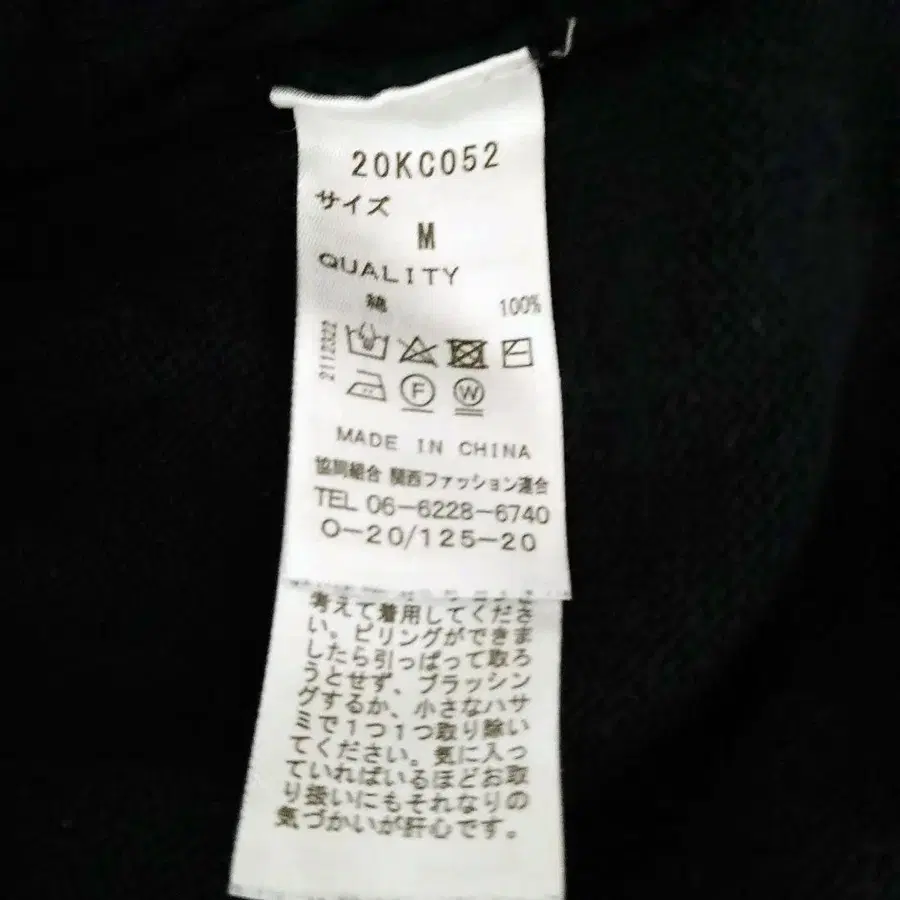 20KC052
サイズ
M
QUALITY
綿 100%
2112322
F W
MADE IN CHINA
協同組合 関西ファッション連合
TEL 06-6228-6740
O-20/125-20
考えて着用してくださ
い。ピリングができま
したら引っぱって取ろ
うとせず、ブラッシン
グするか、小さなハサ
ミで1つ1つ取り除い
てください。気に入っ
ていればいるほどお取
り扱いにもそれなりの
気づかいが肝心です。